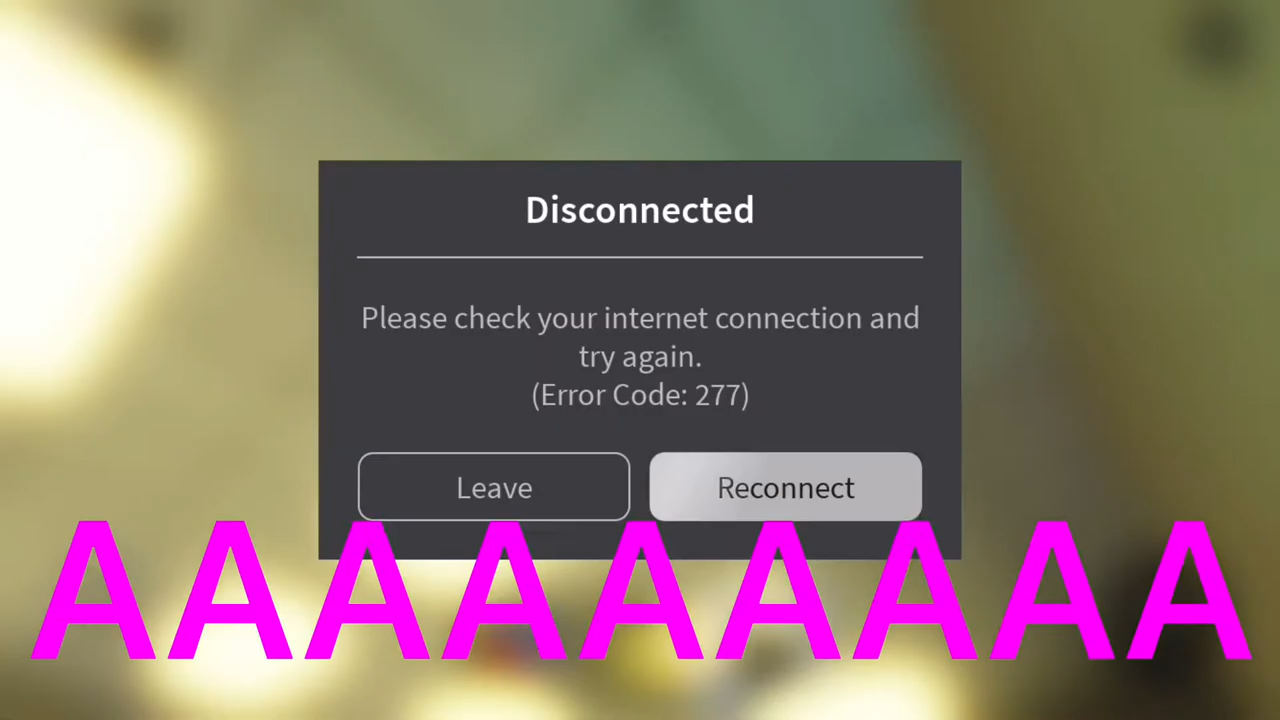 Disconnected
Please check your internet connection and
try again.
(Error Code: 277)
Leave Reconnect
AAAAAAAAA